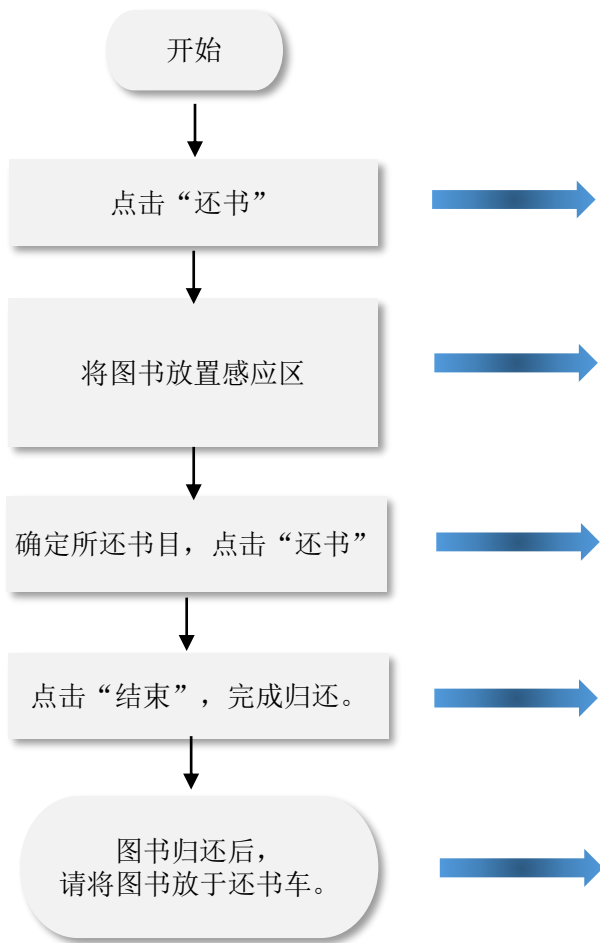 开始
点击“还书”
将图书放置感应区
确定所还书目，点击“还书”
点击“结束”，完成归还。
图书归还后，
请将图书放于还书车。